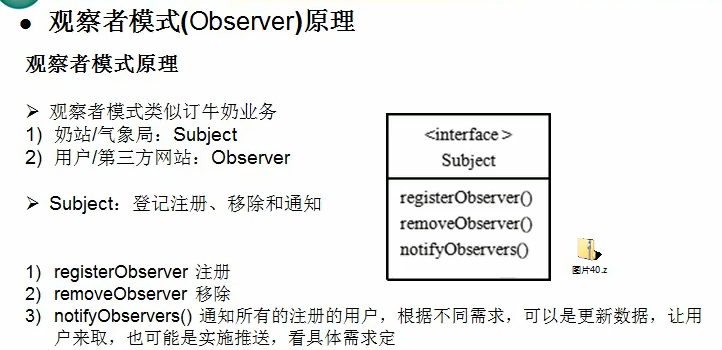 ● 观察者模式(Observer)原理
观察者模式原理
➢ 观察者模式类似订牛奶业务
1) 奶站/气象局：Subject
2) 用户/第三方网站：Observer
➢ Subject：登记注册、移除和通知
1) registerObserver 注册
2) removeObserver 移除
3) notifyObservers() 通知所有的注册的用户，根据不同需求，可以是更新数据，让用
户来取，也可能是实施推送，看具体需求定
<interface >
Subject
registerObserver()
removeObserver()
notifyObservers()
图片40.z